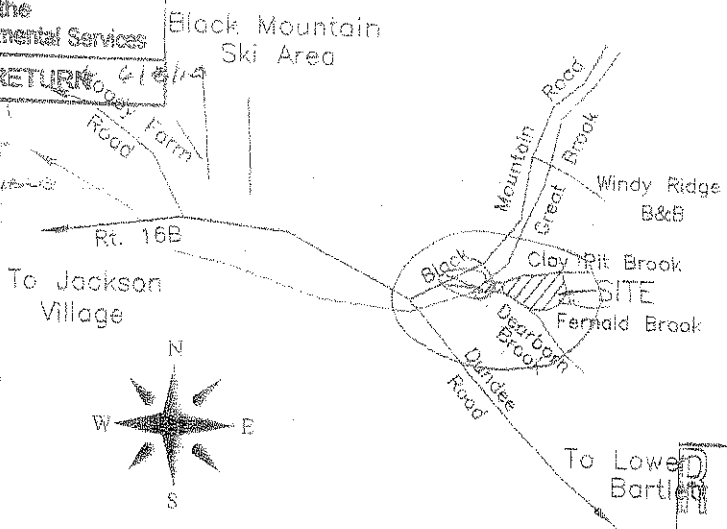 the
mental Services
RETURN
Black Mountain
Ski Area
Farm
Road
Rt. 16B
To Jackson
Village
Black
Mountain
Road
Great
Brook
Windy Ridge
B&B
Clay Pit Brook
SITE
Fernald Brook
Dearborn
Brook
Dundee
Road
N
W
E
S
To Lower
Bartlett
R